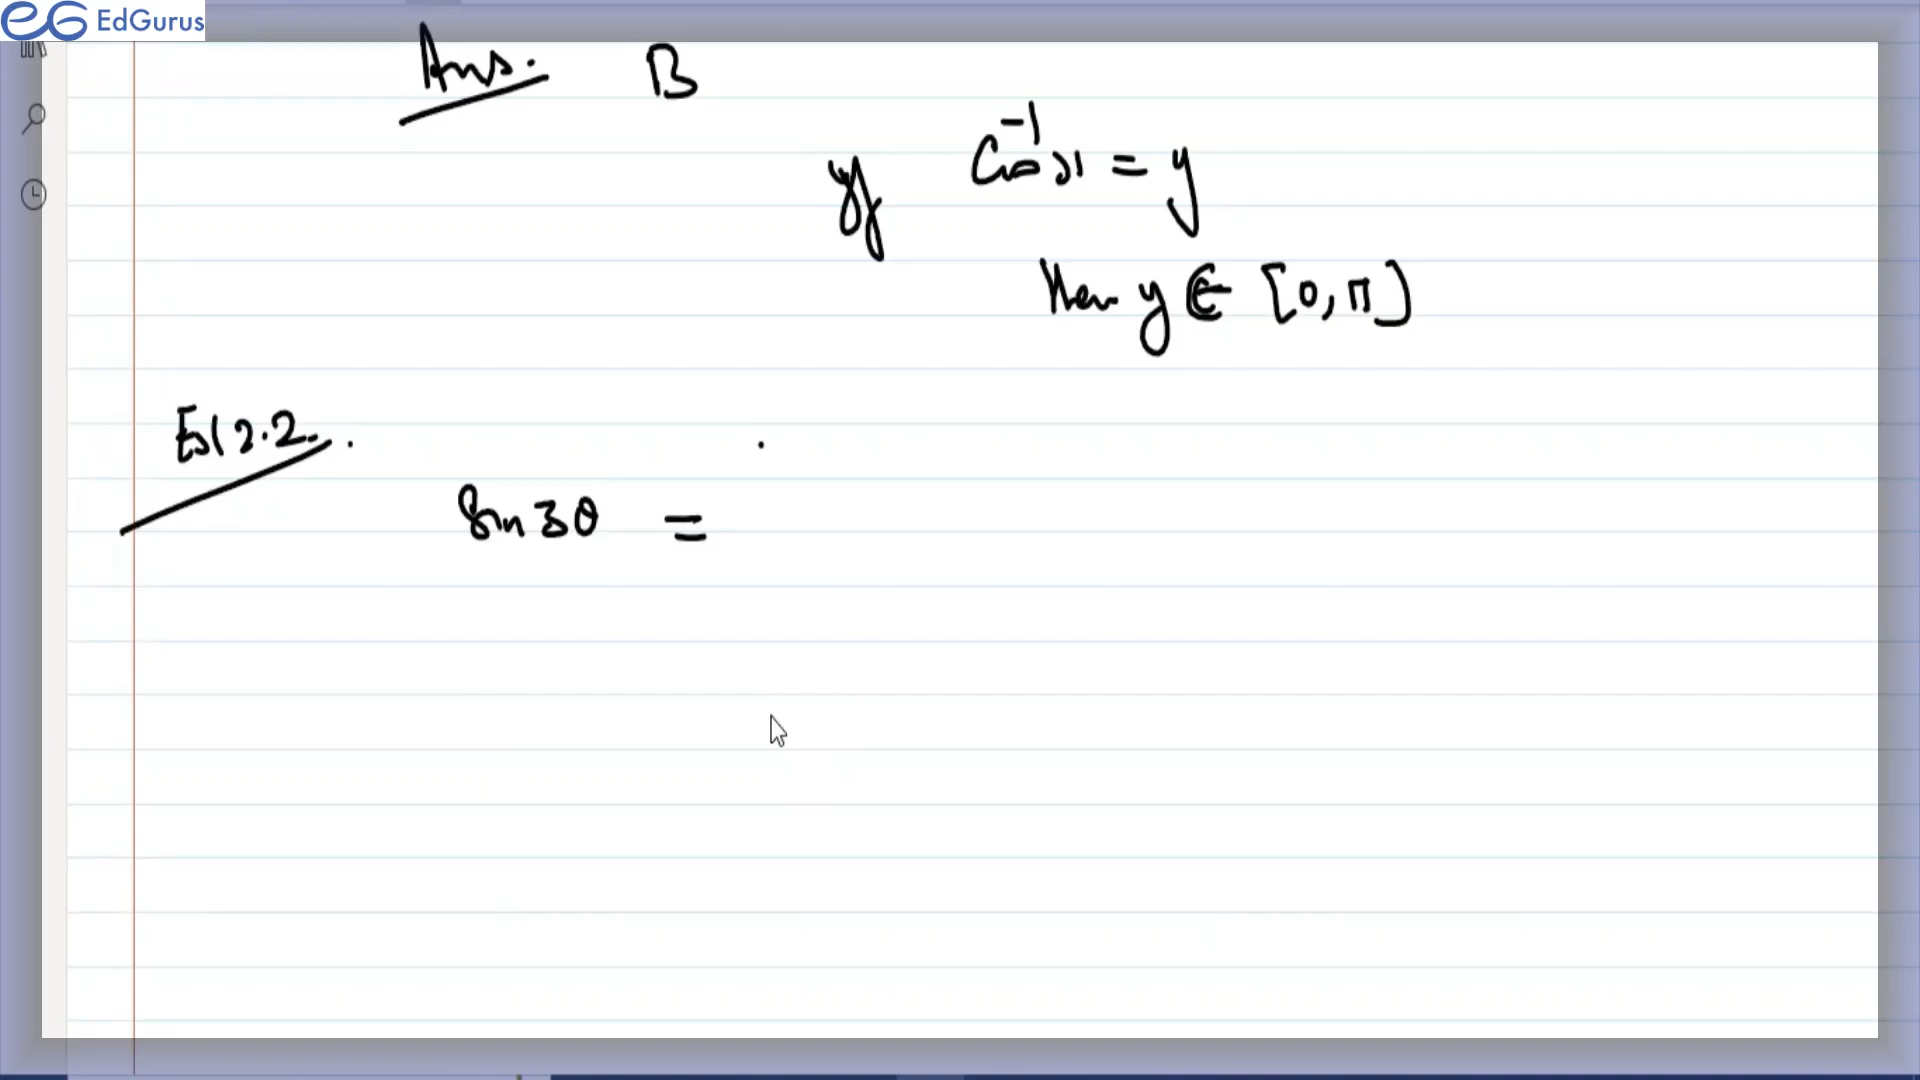 EdGurus
Ans. B
If Cos⁻¹x = y
then y ∈ [0, π]
Ex 2.2.
Sin 3θ =